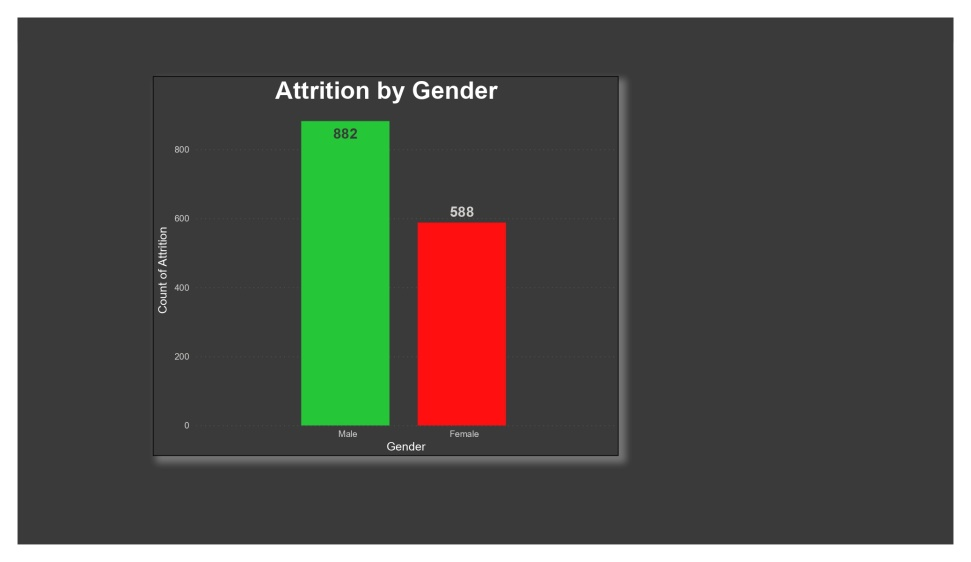 Attrition by Gender
882
588
800
600
400
200
0
Count of Attrition
Male Female
Gender